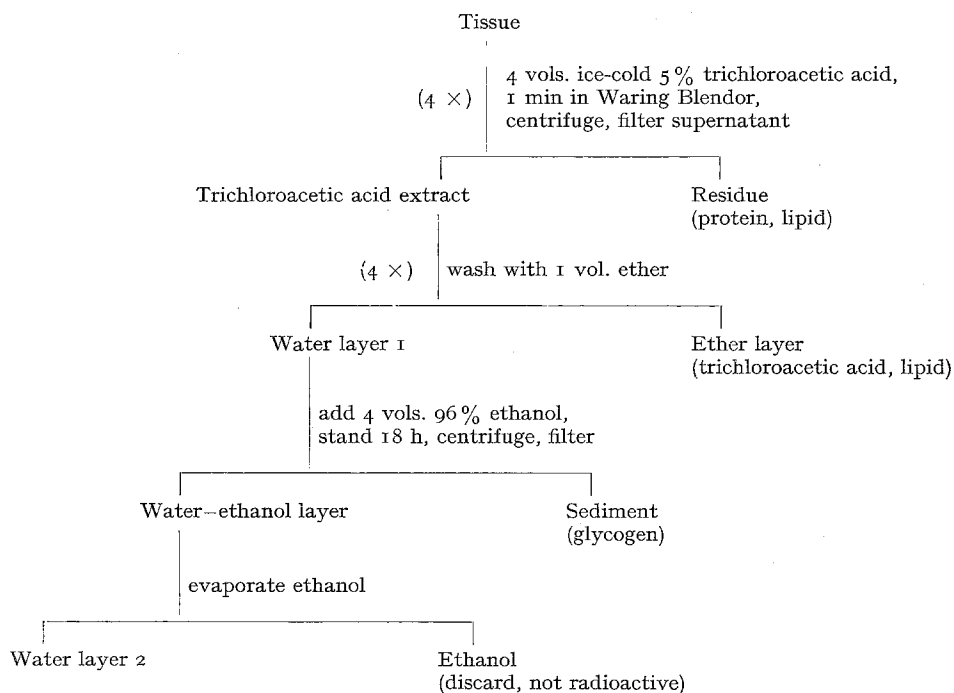 Tissue
(4 ×)
4 vols. ice-cold 5% trichloroacetic acid,
1 min in Waring Blendor,
centrifuge, filter supernatant
Trichloroacetic acid extract
Residue
(protein, lipid)
(4 ×)
wash with 1 vol. ether
Water layer 1
Ether layer
(trichloroacetic acid, lipid)
add 4 vols. 96% ethanol,
stand 18 h, centrifuge, filter
Water–ethanol layer
Sediment
(glycogen)
evaporate ethanol
Water layer 2
Ethanol
(discard, not radioactive)